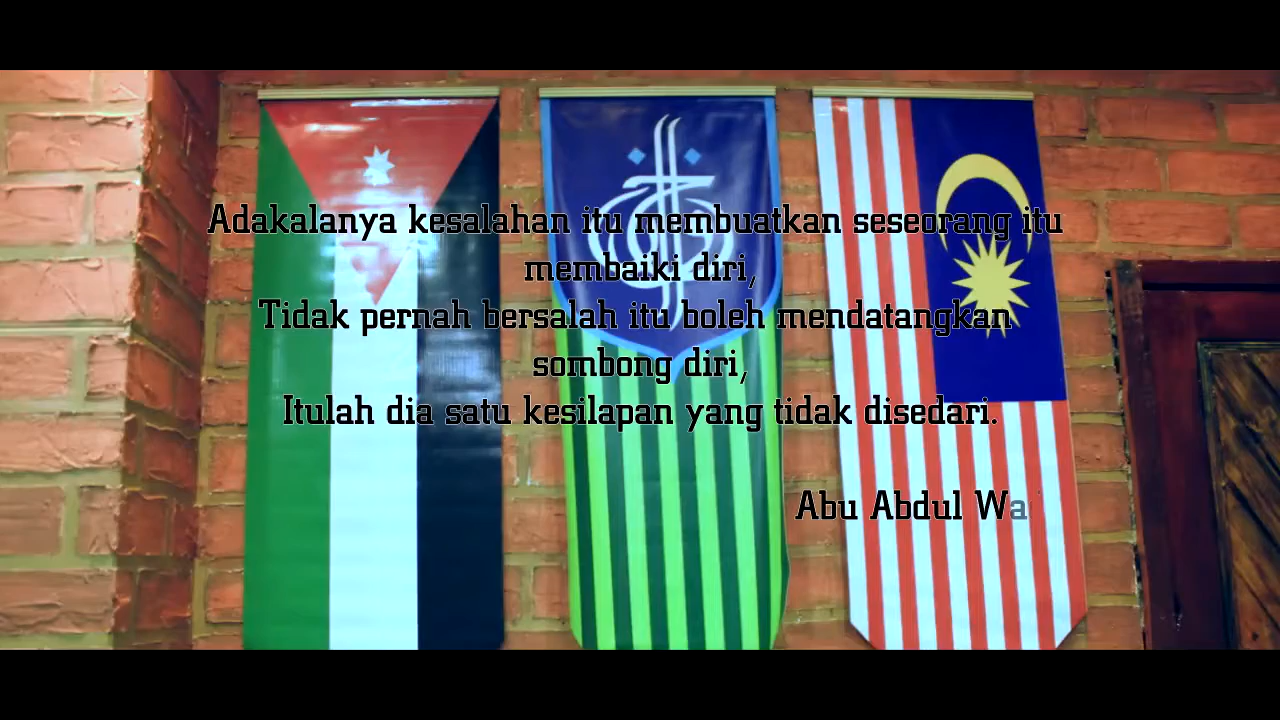 Adakalanya kesalahan itu membuatkan seseorang itu
membaiki diri,
Tidak pernah bersalah itu boleh mendatangkan
sombong diri,
Itulah dia satu kesilapan yang tidak disedari.
Abu Abdul